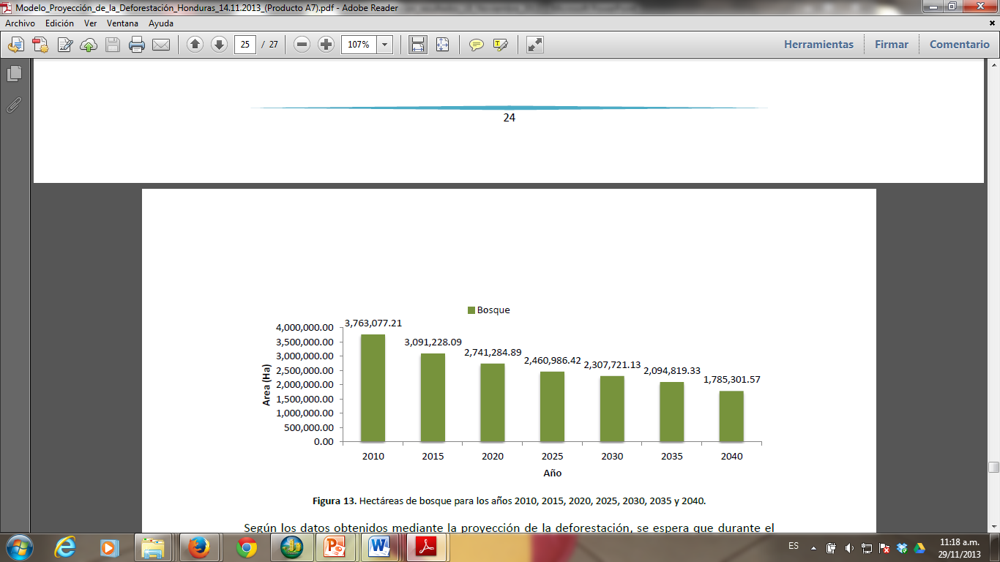 Modelo_Proyección_de_la_Deforestación_Honduras_14.11.2013_(Producto A7).pdf - Adobe Reader
Archivo Edición Ver Ventana Ayuda
25 / 27 107% Herramientas Firmar Comentario
24
Bosque
4,000,000.00
3,500,000.00
3,000,000.00
2,500,000.00
2,000,000.00
1,500,000.00
1,000,000.00
500,000.00
0.00
Area (Ha)
3,763,077.21
3,091,228.09
2,741,284.89
2,460,986.42
2,307,721.13
2,094,819.33
1,785,301.57
2010 2015 2020 2025 2030 2035 2040
Año
Figura 13. Hectáreas de bosque para los años 2010, 2015, 2020, 2025, 2030, 2035 y 2040.
Según los datos obtenidos mediante la proyección de la deforestación, se espera que durante el
ES 11:18 a.m.
29/11/2013